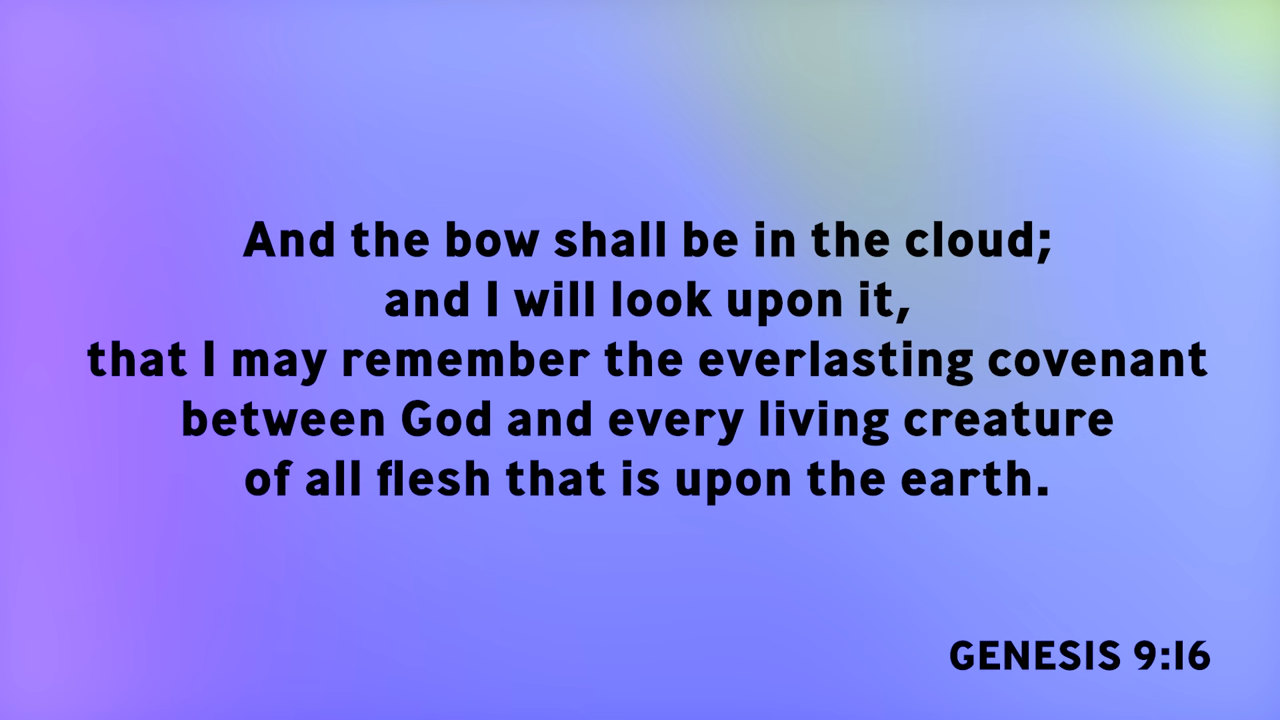 And the bow shall be in the cloud;
and I will look upon it,
that I may remember the everlasting covenant
between God and every living creature
of all flesh that is upon the earth.
GENESIS 9:16